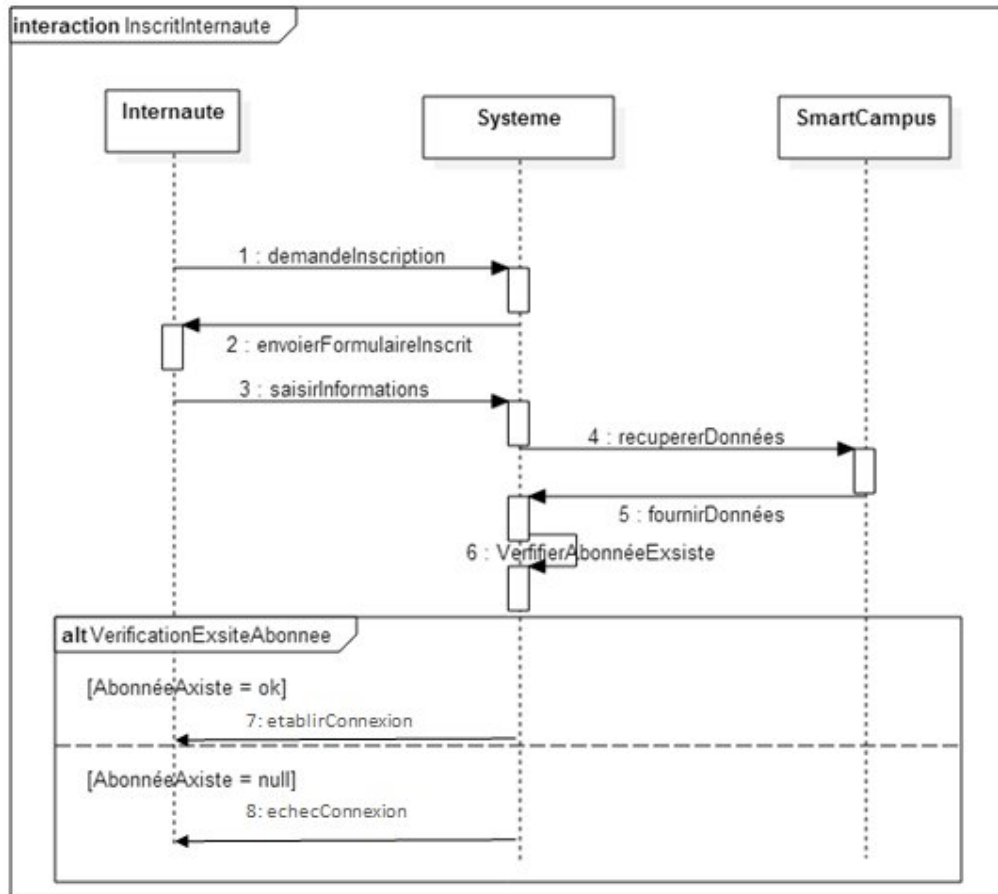 interaction InscritInternaute
Internaute
Systeme
SmartCampus
1 : demandeInscription
2 : envoierFormulaireInscrit
3 : saisirInformations
4 : recupererDonnées
5 : fournirDonnées
6 : VerfifierAbonnéeExsiste
alt VerificationExsiteAbonnee
[AbonnéeAxiste = ok]
7: etablirConnexion
[AbonnéeAxiste = null]
8: echecConnexion